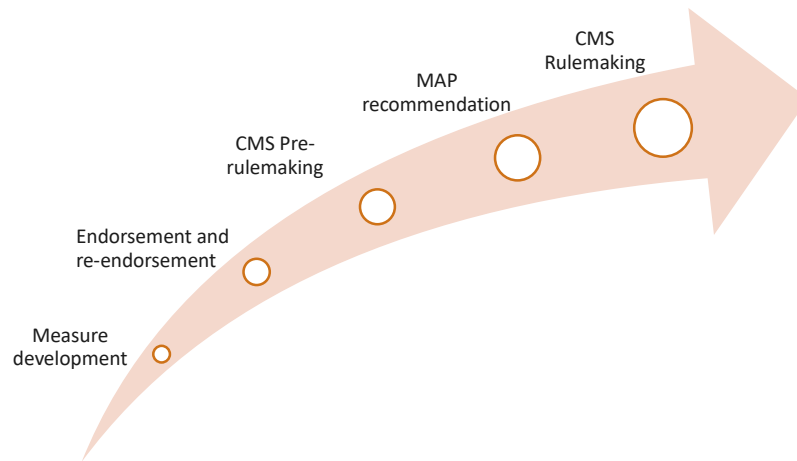 CMS
Rulemaking
MAP
recommendation
CMS Pre-
rulemaking
Endorsement and
re-endorsement
Measure
development